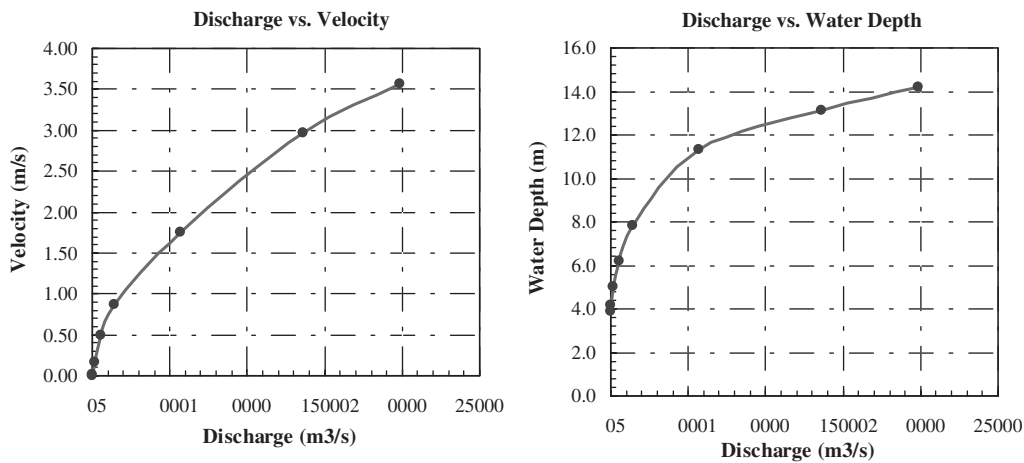 Discharge vs. Velocity
4.00
3.50
3.00
2.50
2.00
1.50
1.00
0.50
0.00
Velocity (m/s)
05 0001 0000 150002 0000 25000
Discharge (m3/s)
Discharge vs. Water Depth
16.0
14.0
12.0
10.0
8.0
6.0
4.0
2.0
0.0
Water Depth (m)
05 0001 0000 150002 0000 25000
Discharge (m3/s)